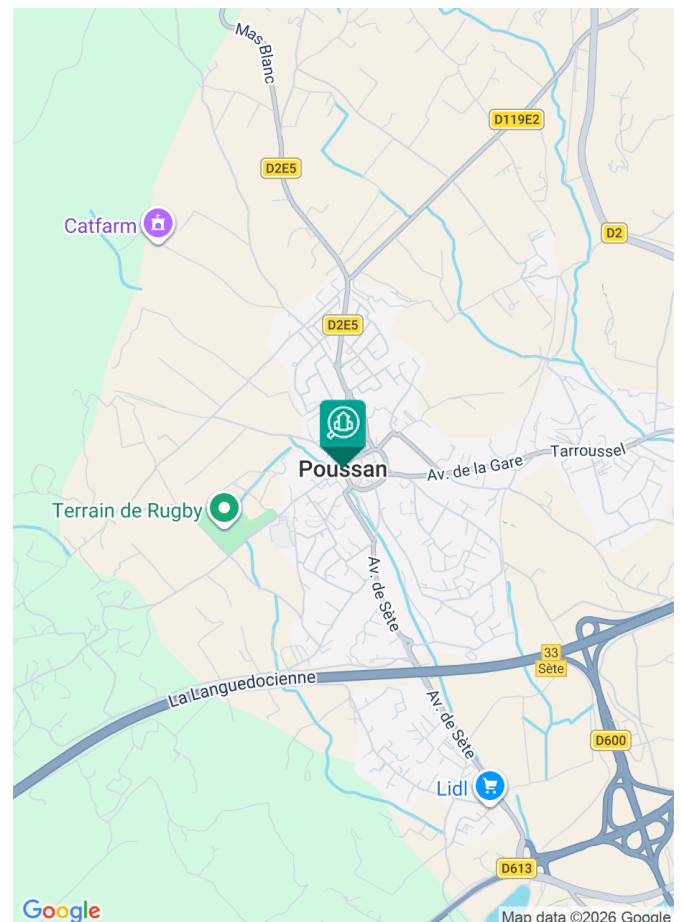 Mas Blanc
D119E2
D2E5
Catfarm
D2
D2E5
Poussan
Av. de la Gare
Tarroussel
Terrain de Rugby
Av. de Sète
33
Sète
La Languedocienne
Av. de Sète
D600
Lidl
D613
Google
Map data ©2026 Google